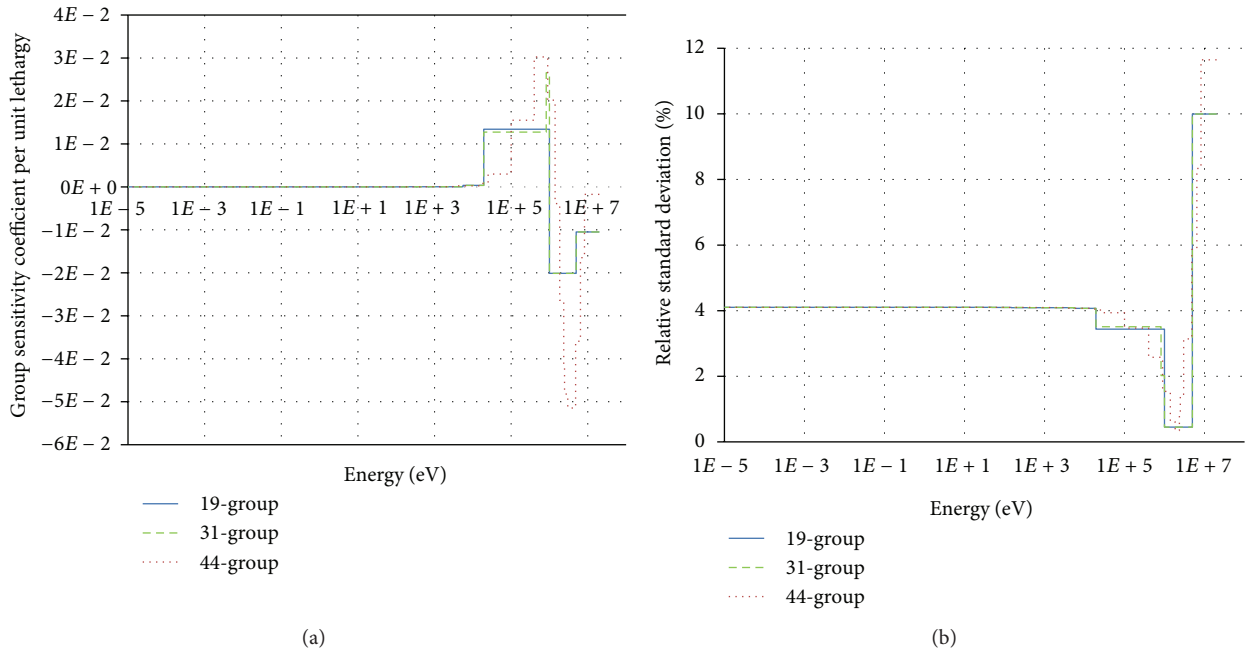 4E − 2
3E − 2
2E − 2
1E − 2
0E + 0
−1E − 2
−2E − 2
−3E − 2
−4E − 2
−5E − 2
−6E − 2
Group sensitivity coefficient per unit lethargy
1E − 5 1E − 3 1E − 1 1E + 1 1E + 3 1E + 5 1E + 7
Energy (eV)
19-group
31-group
44-group
(a)
12
10
8
6
4
2
0
Relative standard deviation (%)
1E − 5 1E − 3 1E − 1 1E + 1 1E + 3 1E + 5 1E + 7
Energy (eV)
19-group
31-group
44-group
(b)